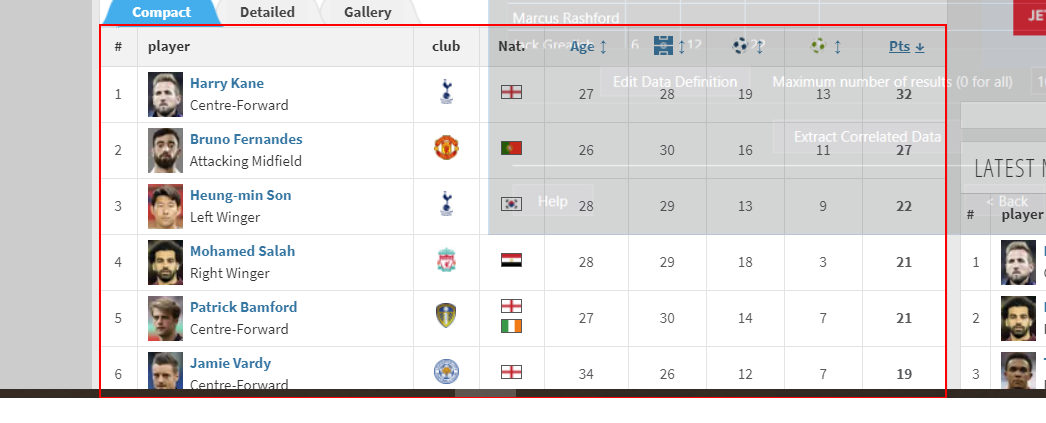 Compact Detailed Gallery
Marcus Rashford
Jack Grealish 6 12 22
# player club Nat. Age Pts
Edit Data Definition Maximum number of results (0 for all) 10
1 Harry Kane 27 28 19 13 32
Centre-Forward
Extract Correlated Data
2 Bruno Fernandes 26 30 16 11 27
Attacking Midfield
LATEST
3 Heung-min Son 28 29 13 9 22
Left Winger
Help
< Back
# player
4 Mohamed Salah 28 29 18 3 21
Right Winger
1
5 Patrick Bamford 27 30 14 7 21
Centre-Forward
2
6 Jamie Vardy 34 26 12 7 19
Centre-Forward
3